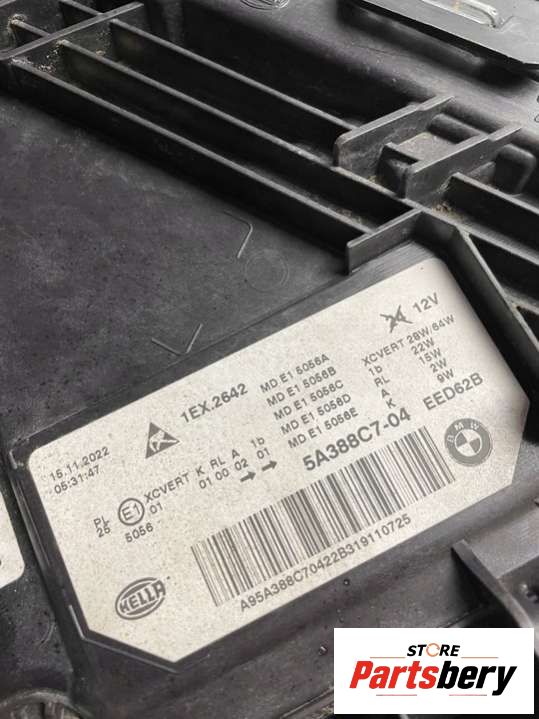 12V
1EX.2642
MD E1 5056A
MD E1 5056B
MD E1 5056C
MD E1 5056D
MD E1 5056E
XCVERT 28W/64W
1b 22W
RL 15W
A 2W
K 9W
15.11.2022
05:31:47
5A388C7-04
EED62B
BMW
PL
25
E1
XCVERT K RL A 1b
01 01 00 02 01
5056
A95A388C70422B319110725
HELLA
STORE
Partsbery